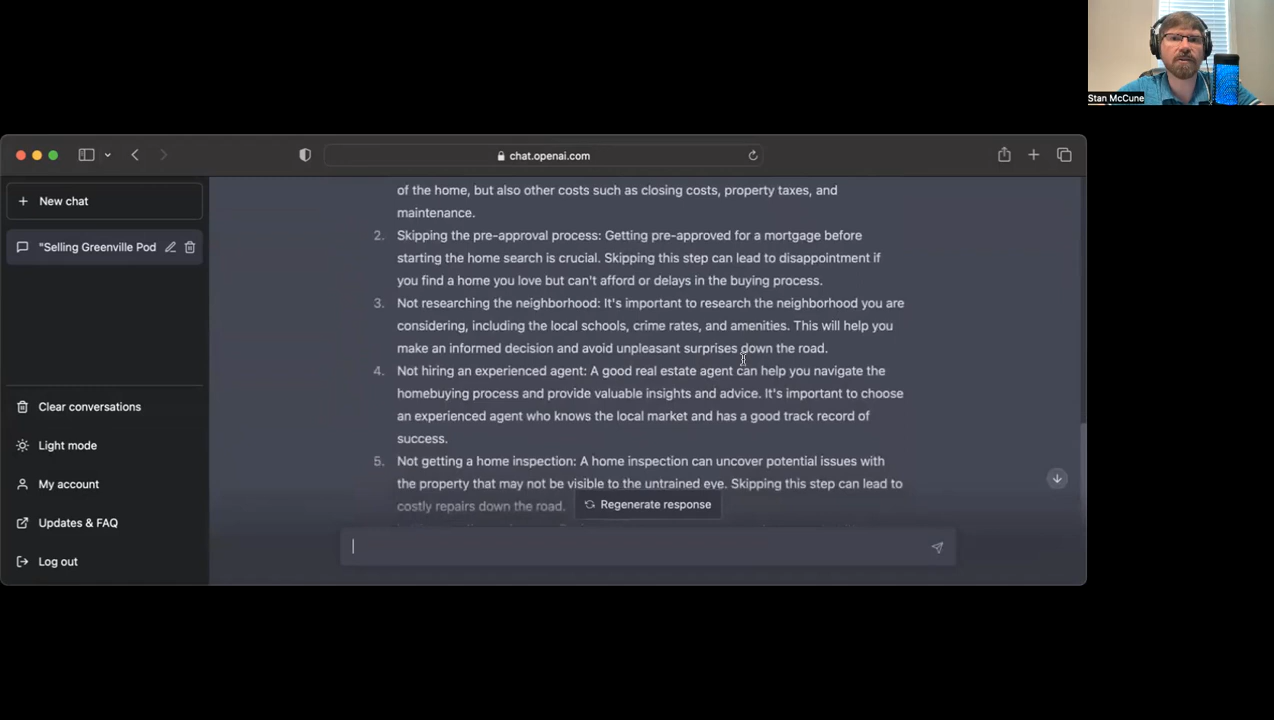 Stan McCune
chat.openai.com
New chat
"Selling Greenville Pod
Clear conversations
Light mode
My account
Updates & FAQ
Log out
of the home, but also other costs such as closing costs, property taxes, and
maintenance.
2. Skipping the pre-approval process: Getting pre-approved for a mortgage before
starting the home search is crucial. Skipping this step can lead to disappointment if
you find a home you love but can't afford or delays in the buying process.
3. Not researching the neighborhood: It's important to research the neighborhood you are
considering, including the local schools, crime rates, and amenities. This will help you
make an informed decision and avoid unpleasant surprises down the road.
4. Not hiring an experienced agent: A good real estate agent can help you navigate the
homebuying process and provide valuable insights and advice. It's important to choose
an experienced agent who knows the local market and has a good track record of
success.
5. Not getting a home inspection: A home inspection can uncover potential issues with
the property that may not be visible to the untrained eye. Skipping this step can lead to
costly repairs down the road.
Regenerate response